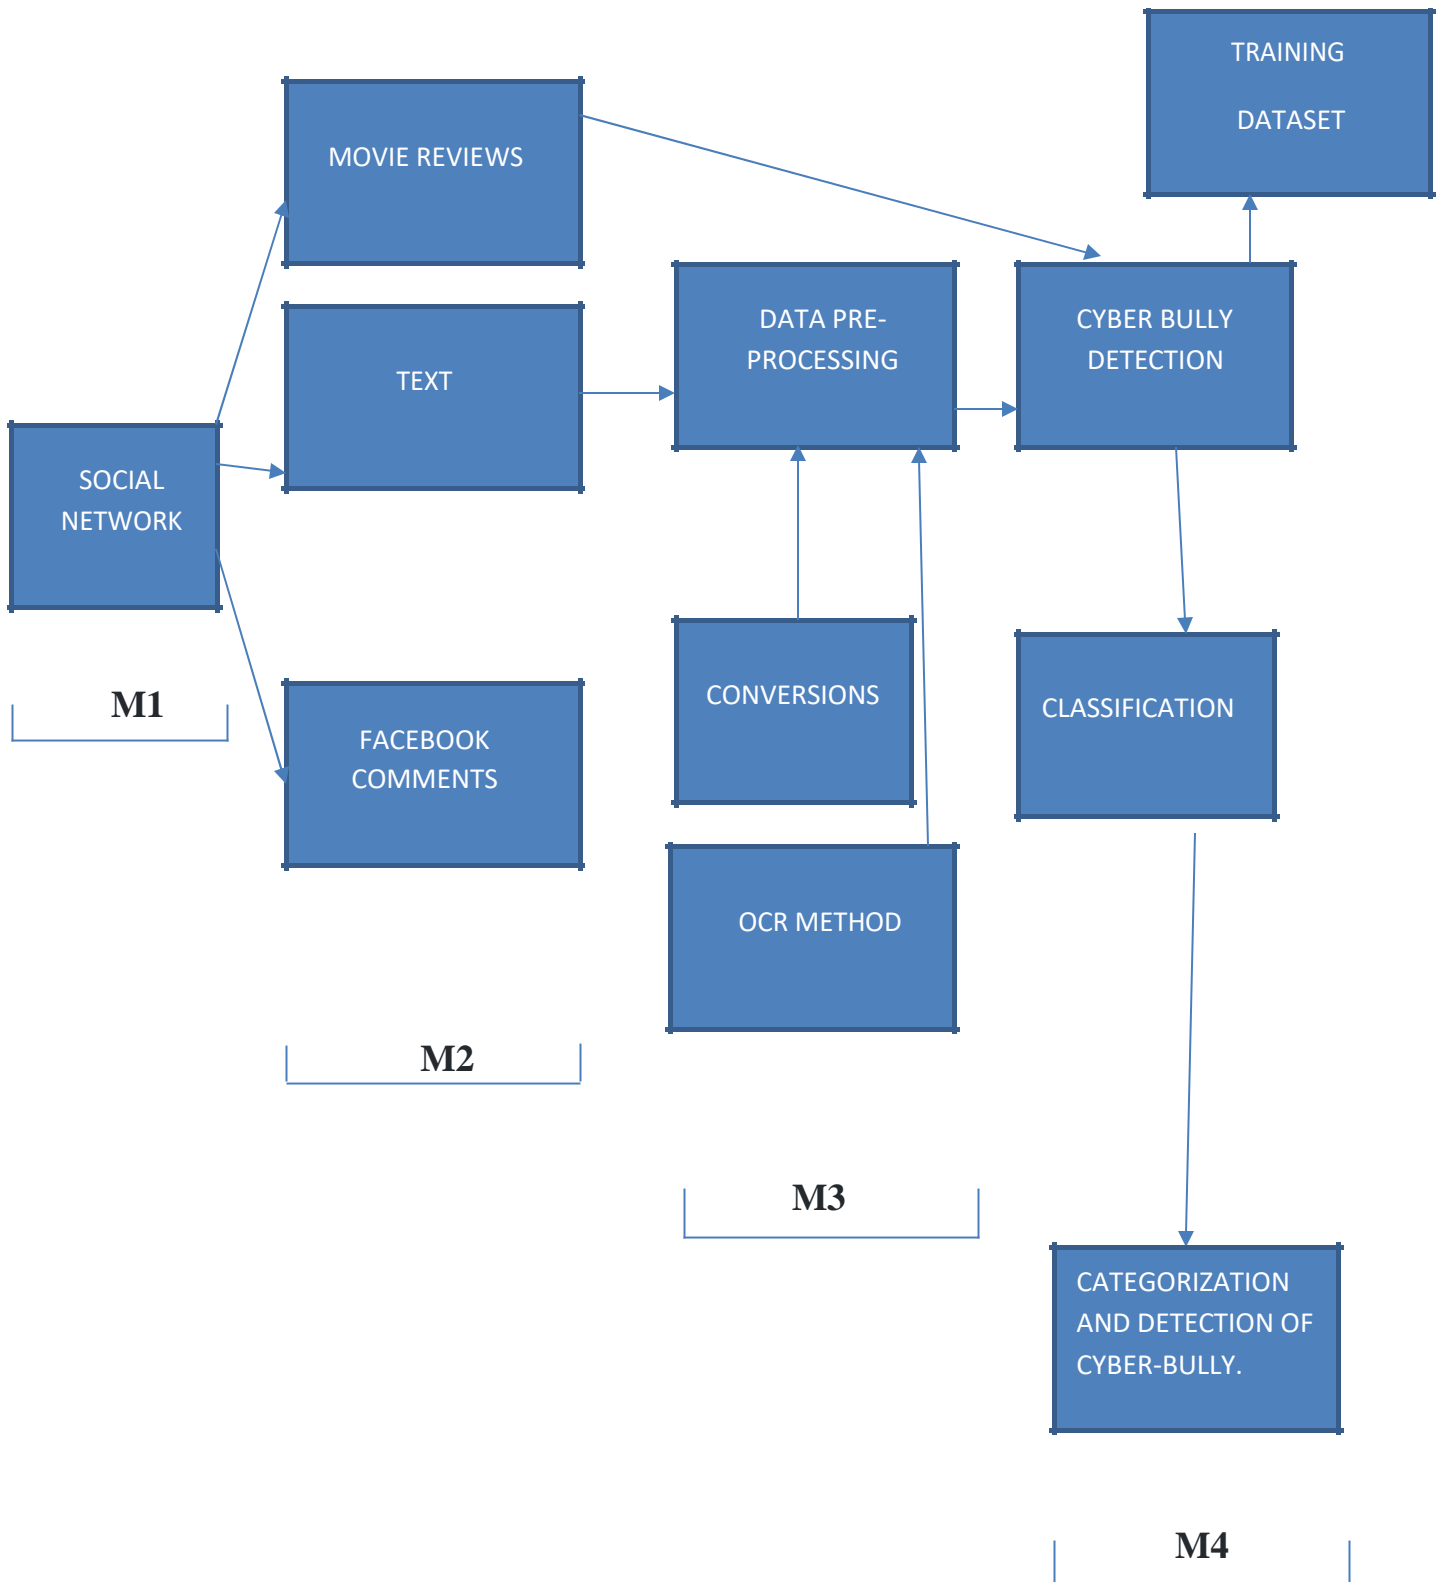 TRAINING
DATASET
MOVIE REVIEWS
TEXT
DATA PRE-
PROCESSING
CYBER BULLY
DETECTION
SOCIAL
NETWORK
M1
FACEBOOK
COMMENTS
CONVERSIONS
CLASSIFICATION
OCR METHOD
M2
M3
CATEGORIZATION
AND DETECTION OF
CYBER-BULLY.
M4